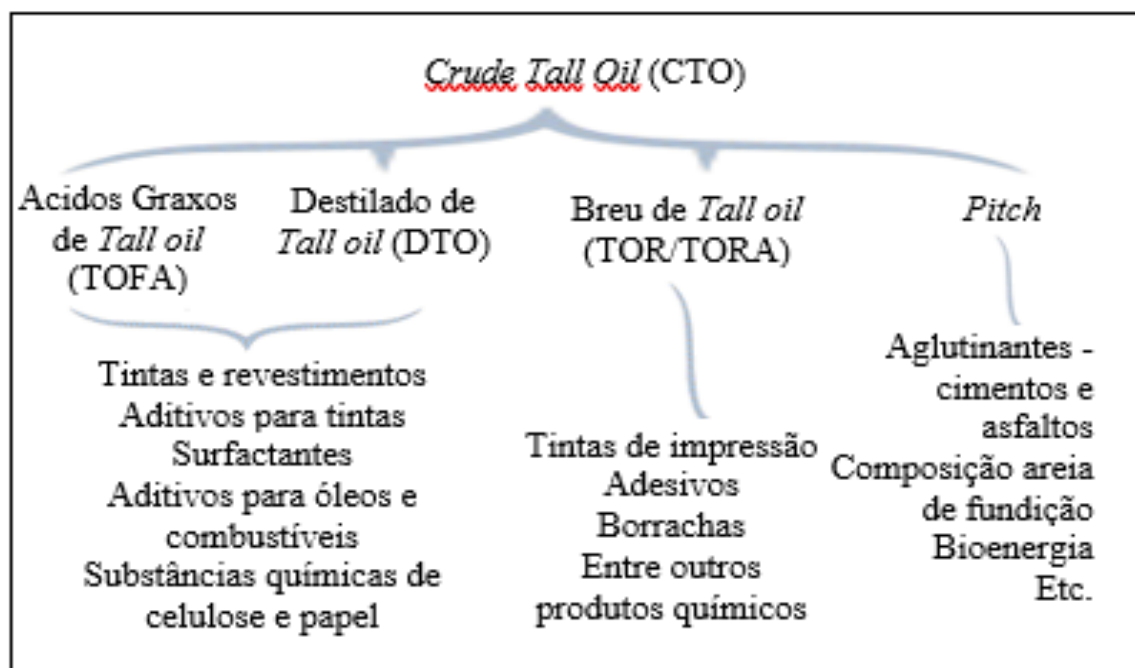 Crude Tall Oil (CTO)
Acidos Graxos
de Tall oil
(TOFA)
Destilado de
Tall oil (DTO)
Breu de Tall oil
(TOR/TORA)
Pitch
Tintas e revestimentos
Aditivos para tintas
Surfactantes
Aditivos para óleos e
combustíveis
Substâncias químicas de
celulose e papel
Tintas de impressão
Adesivos
Borrachas
Entre outros
produtos químicos
Aglutinantes -
cimentos e
asfaltos
Composição areia
de fundição
Bioenergia
Etc.